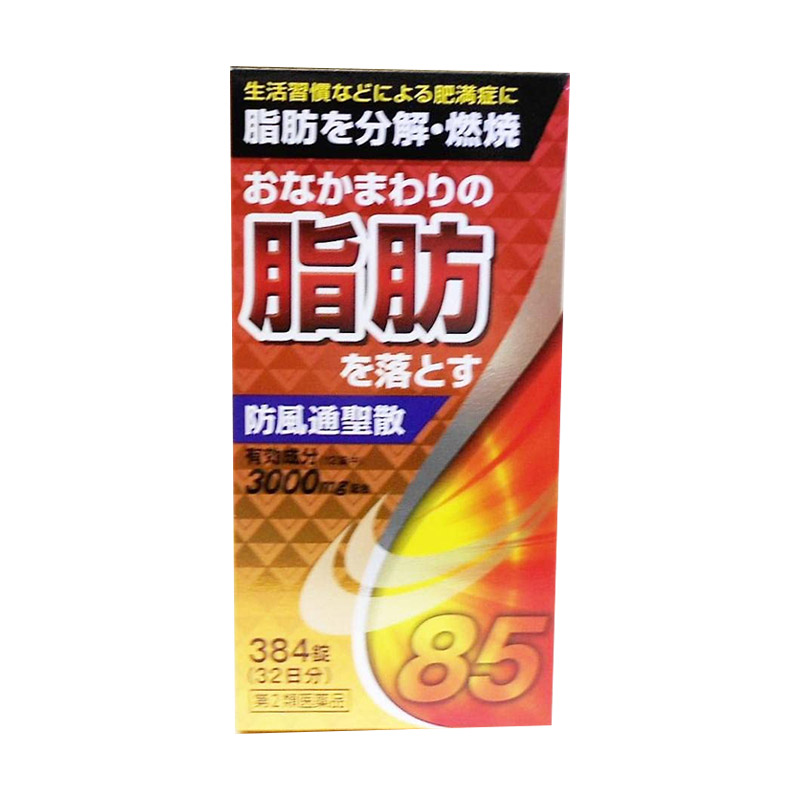 生活習慣などによる肥満症に
脂肪を分解・燃焼
おなかまわりの
脂肪
を落とす
防風通聖散
有効成分
3000mg
85
384錠
(32日分)
第2類医薬品